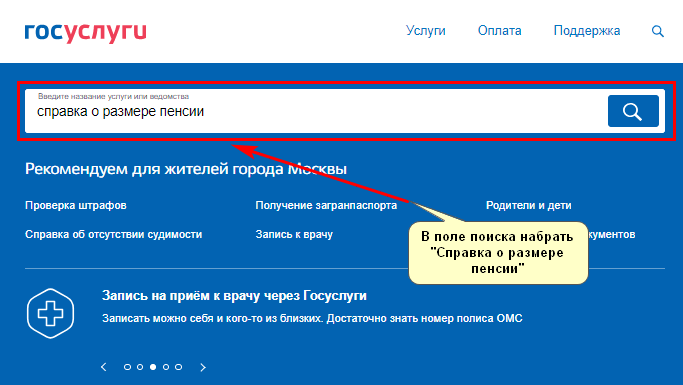 госуслуги
Услуги
Оплата
Поддержка
Введите название услуги или ведомства
справка о размере пенсии
Рекомендуем для жителей города Москвы
Проверка штрафов
Получение загранпаспорта
Родители и дети
Справка об отсутствии судимости
Запись к врачу
кументов
В поле поиска набрать
"Справка о размере
пенсии"
Запись на приём к врачу через Госуслуги
Записать можно себя и кого-то из близких. Достаточно знать номер полиса ОМС